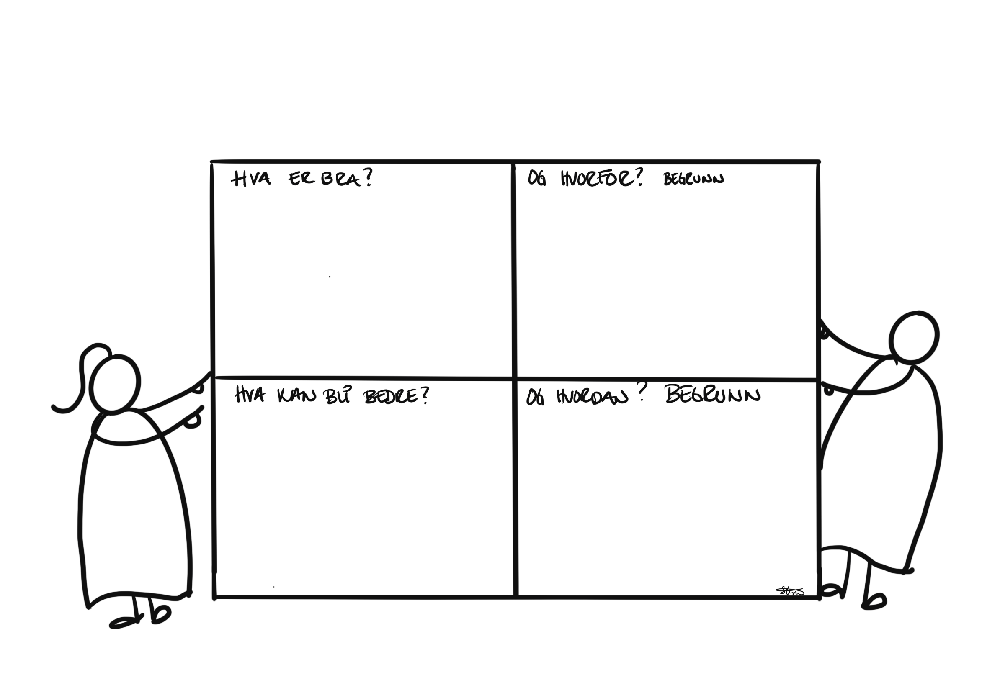 HVA ER BRA?
OG HVORFOR? BEGRUNN
HVA KAN BLI BEDRE?
OG HVORDAN? BEGRUNN